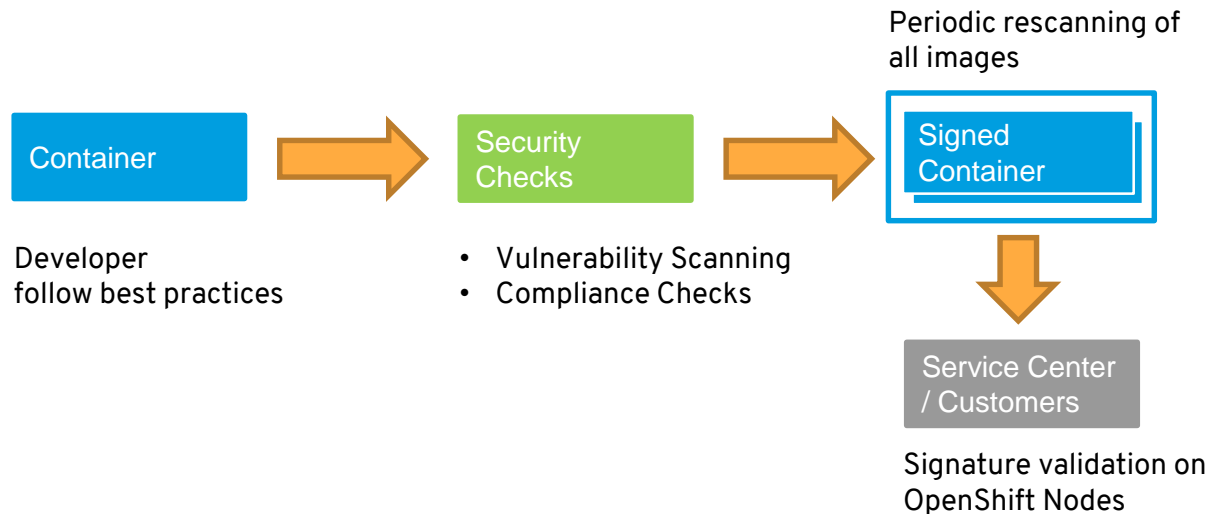 Periodic rescanning of
all images
Container
Security
Checks
Signed
Container
Developer
follow best practices
• Vulnerability Scanning
• Compliance Checks
Service Center
/ Customers
Signature validation on
OpenShift Nodes